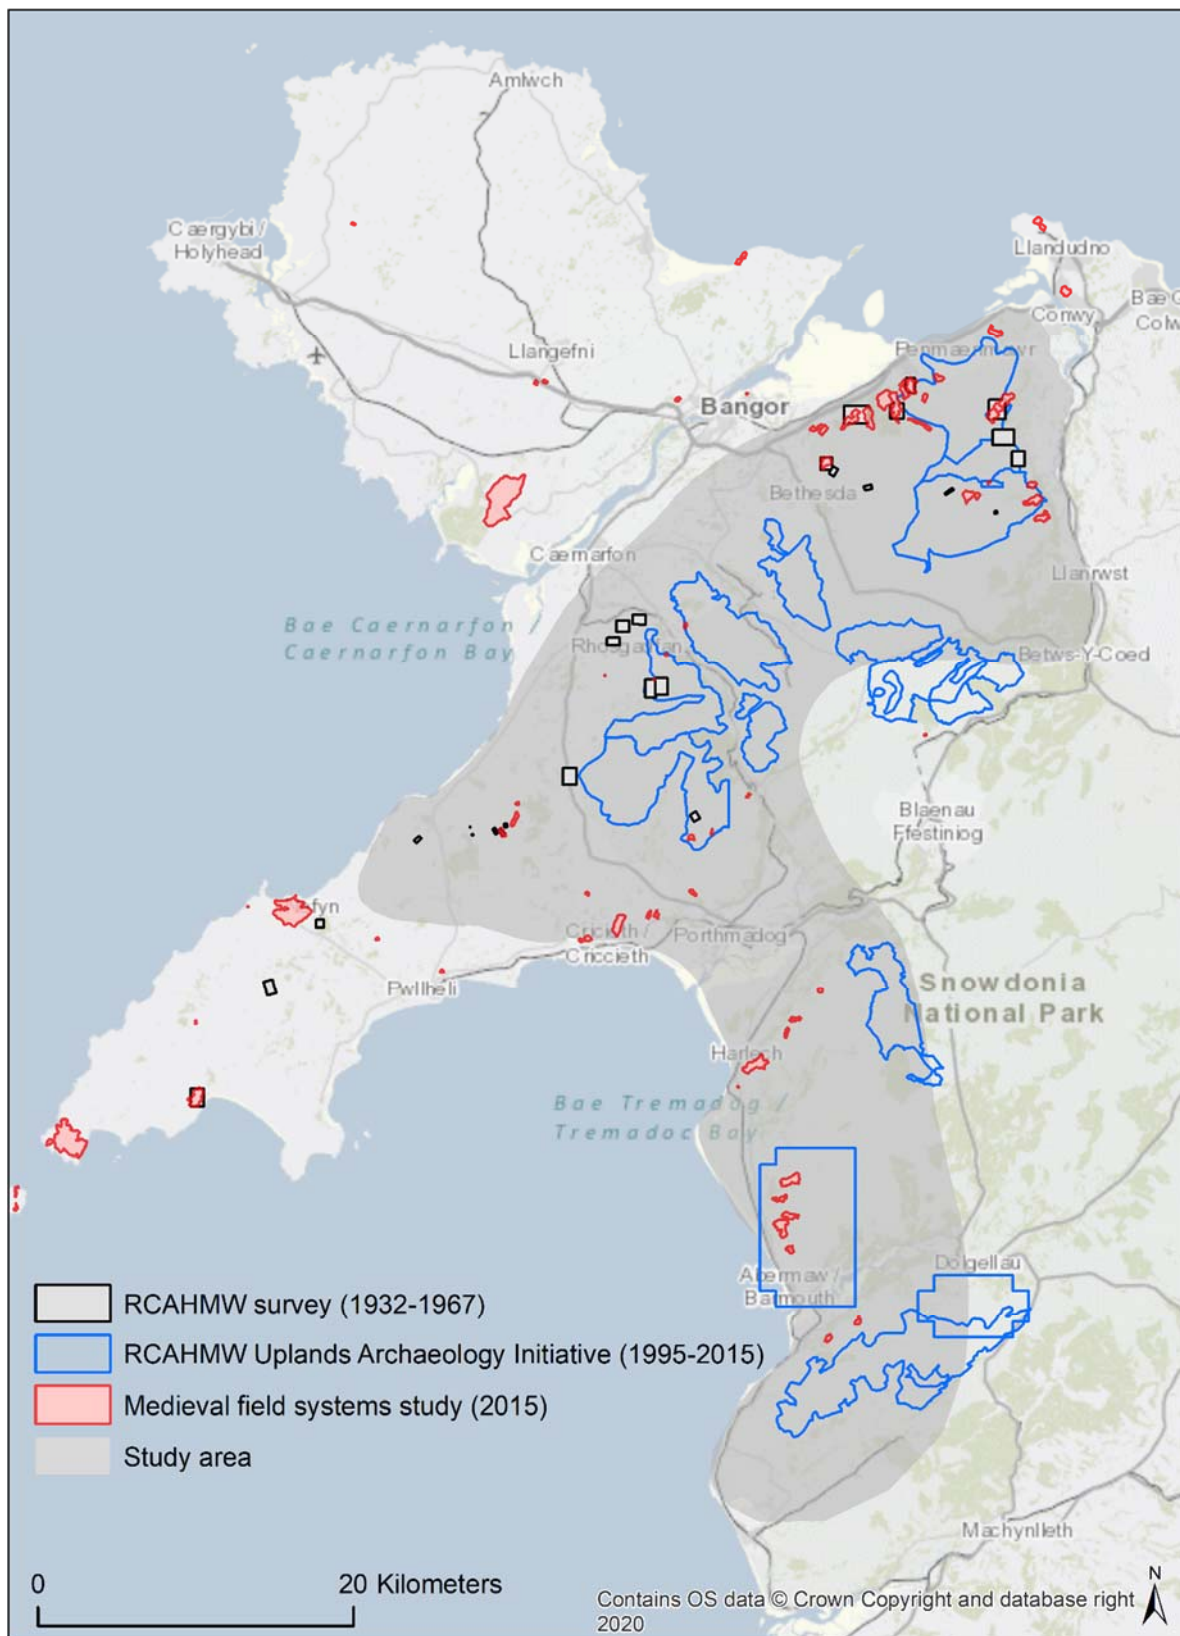 Amlwch
Caergybi /
Holyhead
Llandudno
Bae C
Colw
Conwy
Penmaenmawr
Llangefni
Bangor
Bethesda
Caernarfon
Llanrwst
Bae Caernarfon /
Caernarfon Bay
Rhosgadfan
Betws-Y-Coed
Blaenau
Ffestiniog
fyn
Cricieth /
Criccieth
Porthmadog
Pwllheli
Snowdonia
National Park
Harlech
Bae Tremadog /
Tremadoc Bay
Dolgellau
Abermaw /
Barmouth
RCAHMW survey (1932-1967)
RCAHMW Uplands Archaeology Initiative (1995-2015)
Medieval field systems study (2015)
Study area
Machynlleth
0 20 Kilometers
N
Contains OS data © Crown Copyright and database right
2020